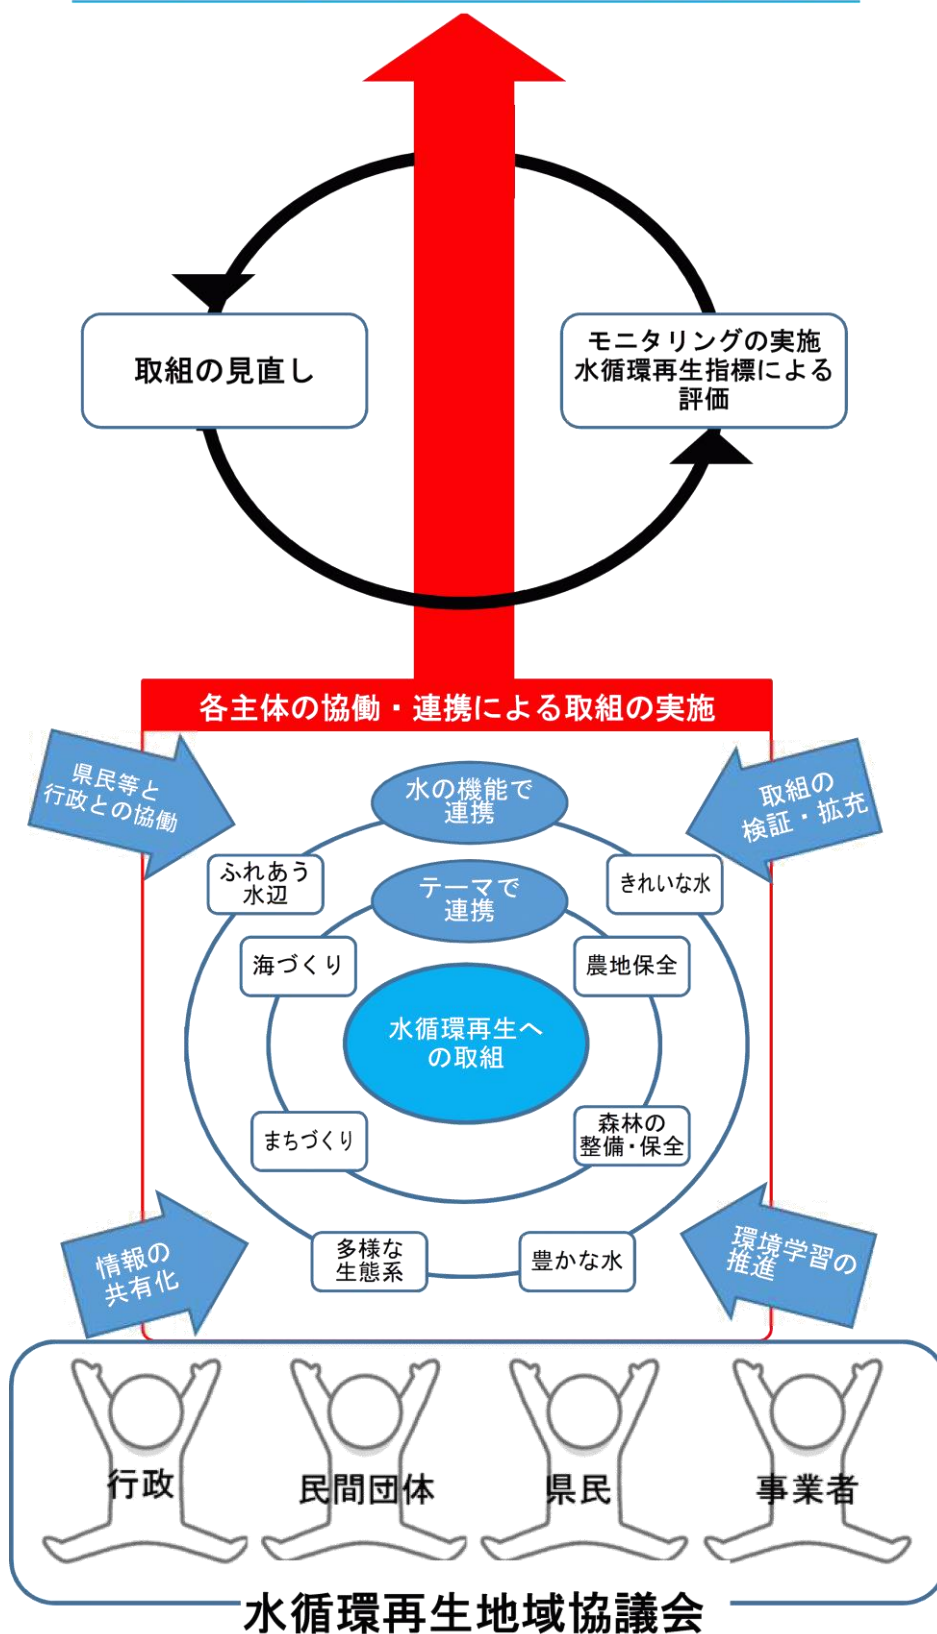 取組の見直し
モニタリングの実施
水循環再生指標による
評価
各主体の協働・連携による取組の実施
県民等と
行政との協働
取組の
検証・拡充
水の機能で
連携
ふれあう
水辺
きれいな水
テーマで
連携
海づくり
農地保全
水循環再生へ
の取組
まちづくり
森林の
整備・保全
多様な
生態系
豊かな水
情報の
共有化
環境学習の
推進
行政
民間団体
県民
事業者
水循環再生地域協議会